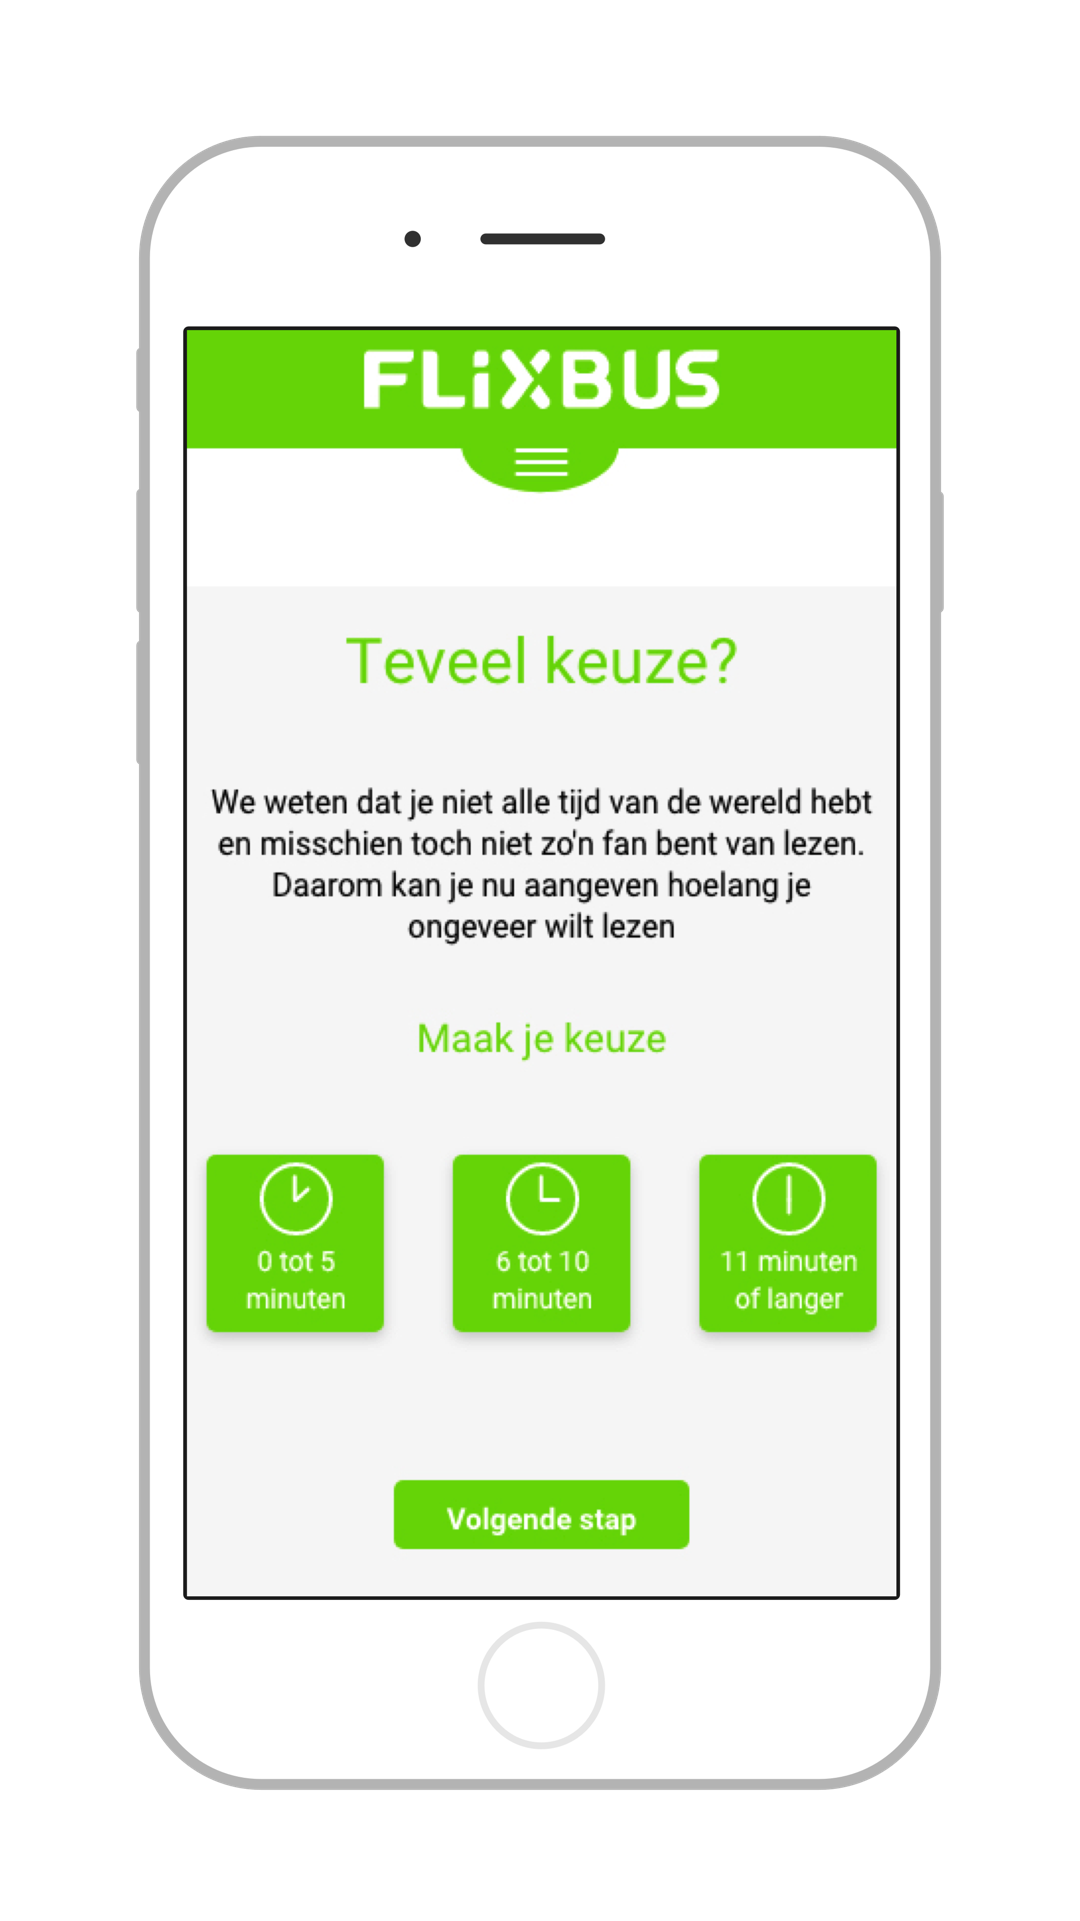 FLiXBUS
Teveel keuze?
We weten dat je niet alle tijd van de wereld hebt
en misschien toch niet zo'n fan bent van lezen.
Daarom kan je nu aangeven hoelang je
ongeveer wilt lezen
Maak je keuze
0 tot 5
minuten
6 tot 10
minuten
11 minuten
of langer
Volgende stap